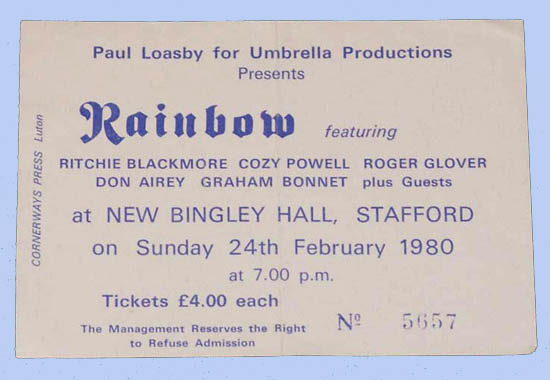 Paul Loasby for Umbrella Productions
Presents
Rainbow featuring
RITCHIE BLACKMORE COZY POWELL ROGER GLOVER
DON AIREY GRAHAM BONNET plus Guests
at NEW BINGLEY HALL, STAFFORD
on Sunday 24th February 1980
at 7.00 p.m.
Tickets £4.00 each
The Management Reserves the Right
to Refuse Admission
Nº 5657
CORNERWAYS PRESS Luton